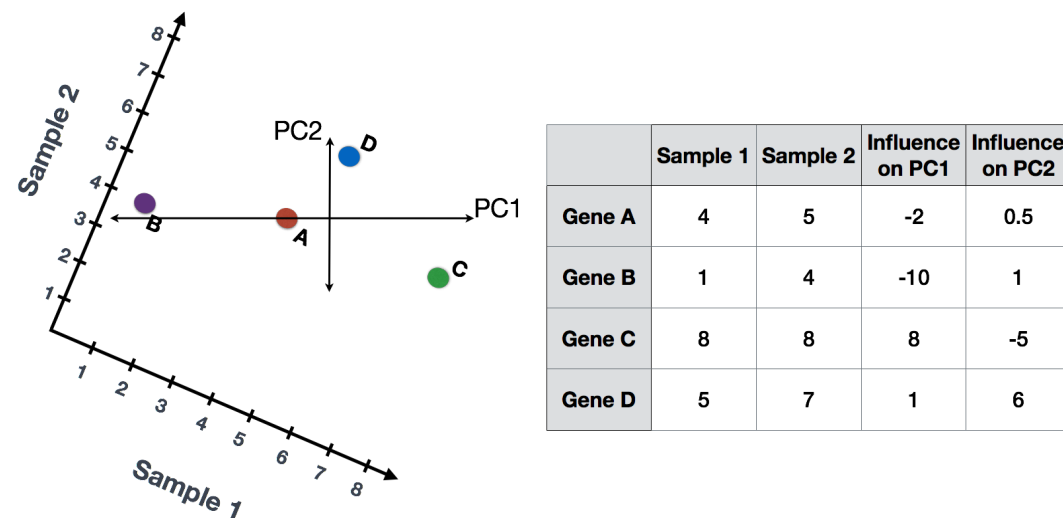 8
7
6
5
4
3
2
1
Sample 2
PC2
D
PC1
B
A
C
1
2
3
4
5
6
7
8
Sample 1
Sample 1 Sample 2 Influence on PC1 Influence on PC2
Gene A 4 5 -2 0.5
Gene B 1 4 -10 1
Gene C 8 8 8 -5
Gene D 5 7 1 6